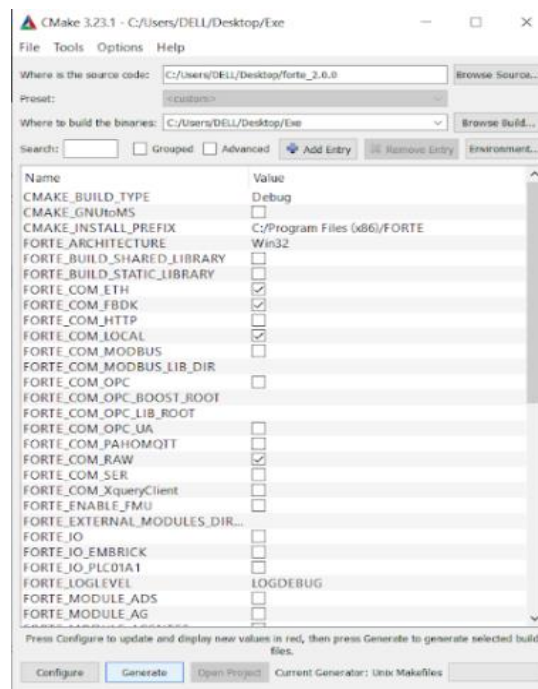 CMake 3.23.1 - C:/Users/DELL/Desktop/Exe
File Tools Options Help
Where is the source code: C:/Users/DELL/Desktop/forte_2.0.0 Browse Source...
Preset: <custom>
Where to build the binaries: C:/Users/DELL/Desktop/Exe Browse Build...
Search: Grouped Advanced Add Entry Remove Entry Environment...
Name Value
CMAKE_BUILD_TYPE Debug
CMAKE_GNUtoMS
CMAKE_INSTALL_PREFIX C:/Program Files (x86)/FORTE
FORTE_ARCHITECTURE Win32
FORTE_BUILD_SHARED_LIBRARY
FORTE_BUILD_STATIC_LIBRARY
FORTE_COM_ETH
FORTE_COM_FBDK
FORTE_COM_HTTP
FORTE_COM_LOCAL
FORTE_COM_MODBUS
FORTE_COM_MODBUS_LIB_DIR
FORTE_COM_OPC
FORTE_COM_OPC_BOOST_ROOT
FORTE_COM_OPC_LIB_ROOT
FORTE_COM_OPC_UA
FORTE_COM_PAHOMQTT
FORTE_COM_RAW
FORTE_COM_SER
FORTE_COM_XqueryClient
FORTE_ENABLE_FMU
FORTE_EXTERNAL_MODULES_DIR...
FORTE_IO
FORTE_IO_EMBRICK
FORTE_IO_PLC01A1
FORTE_LOGLEVEL LOGDEBUG
FORTE_MODULE_ADS
FORTE_MODULE_AG
Press Configure to update and display new values in red, then press Generate to generate selected build
files.
Configure Generate Open Project Current Generator: Unix Makefiles